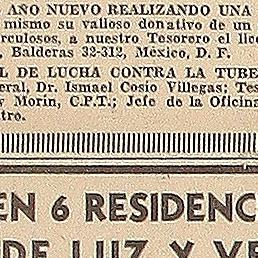 AÑO NUEVO REALIZANDO UNA
mismo su valioso donativo de un
rculosos, a nuestro Tesorero el lice
, Balderas 32-312, México, D. F.
L DE LUCHA CONTRA LA TUBE
eral, Dr. Ismael Cosío Villegas; Tes
y Morín, C.P.T.; Jefe de la Oficina
tro.
EN 6 RESIDENC
DE LUZ Y VE